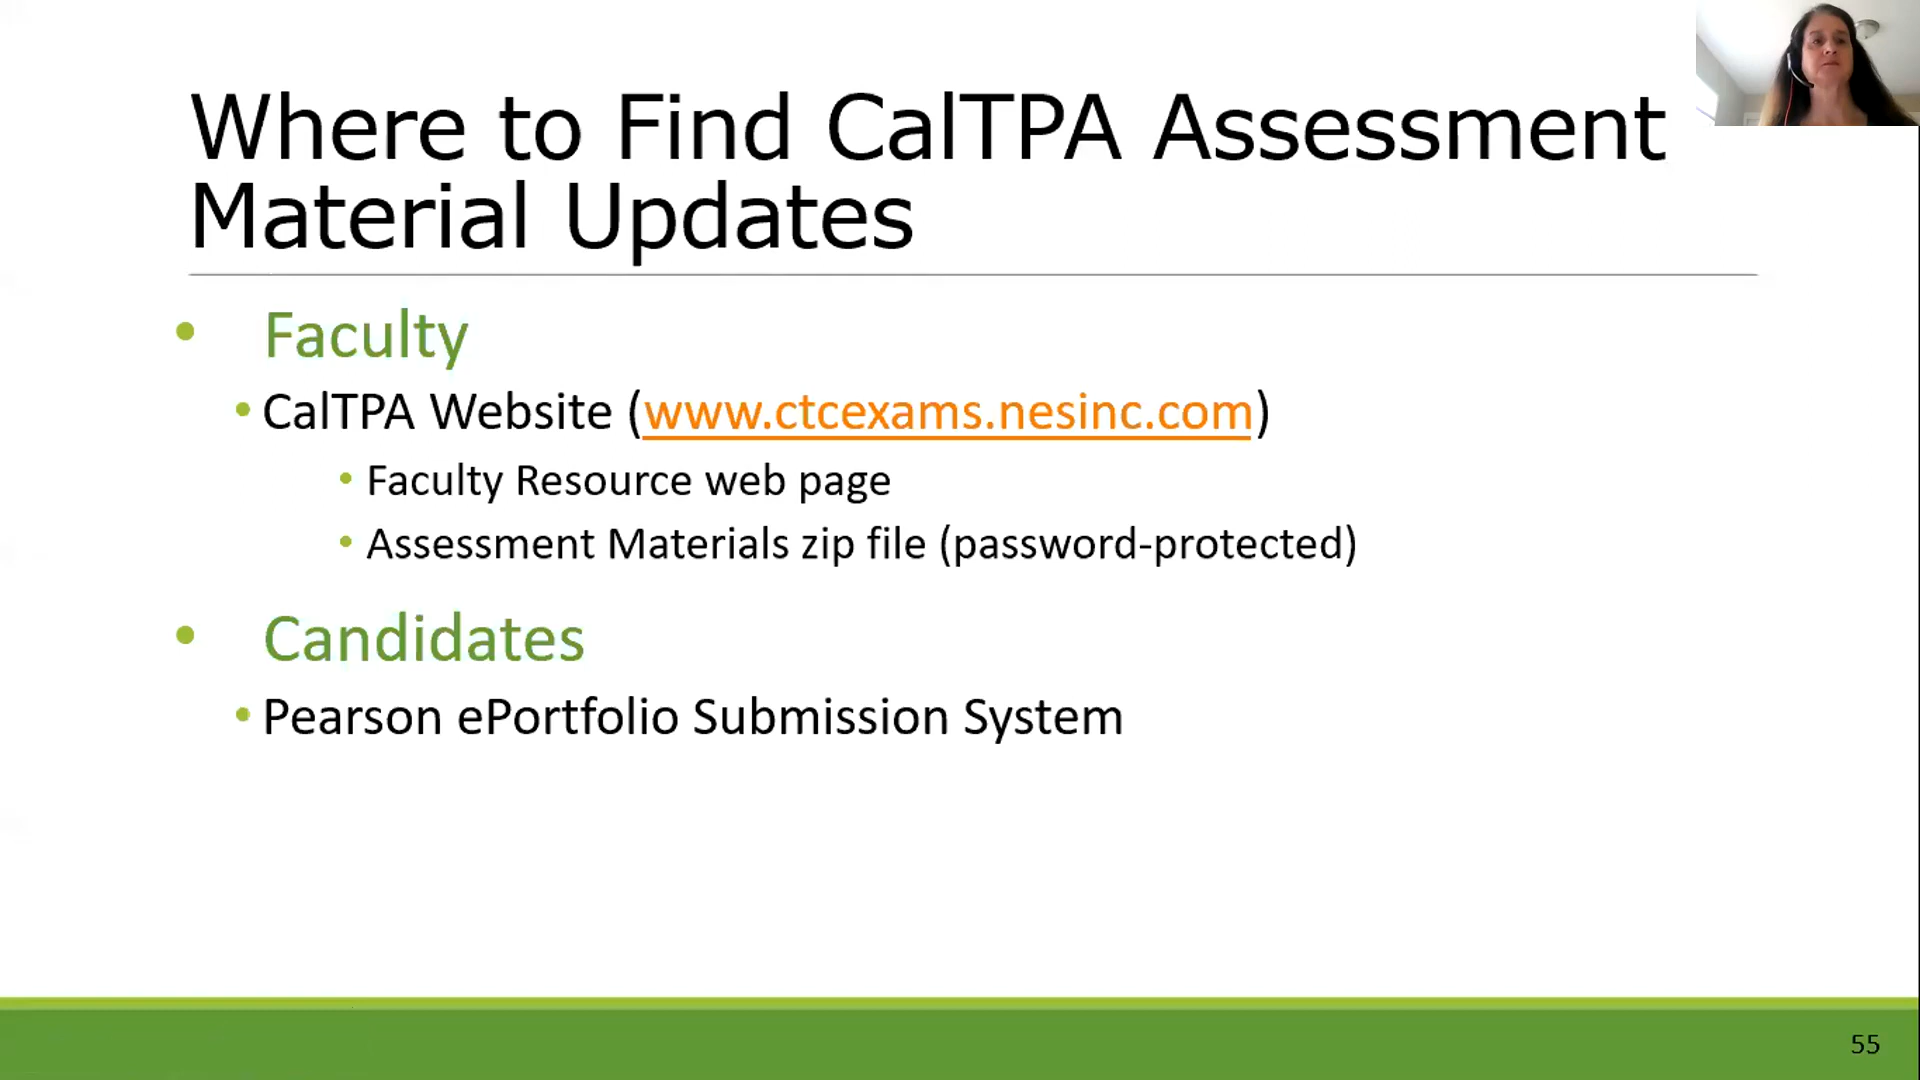 Where to Find CalTPA Assessment
Material Updates
• Faculty
• CalTPA Website (www.ctcexams.nesinc.com)
• Faculty Resource web page
• Assessment Materials zip file (password-protected)
• Candidates
• Pearson ePortfolio Submission System
55